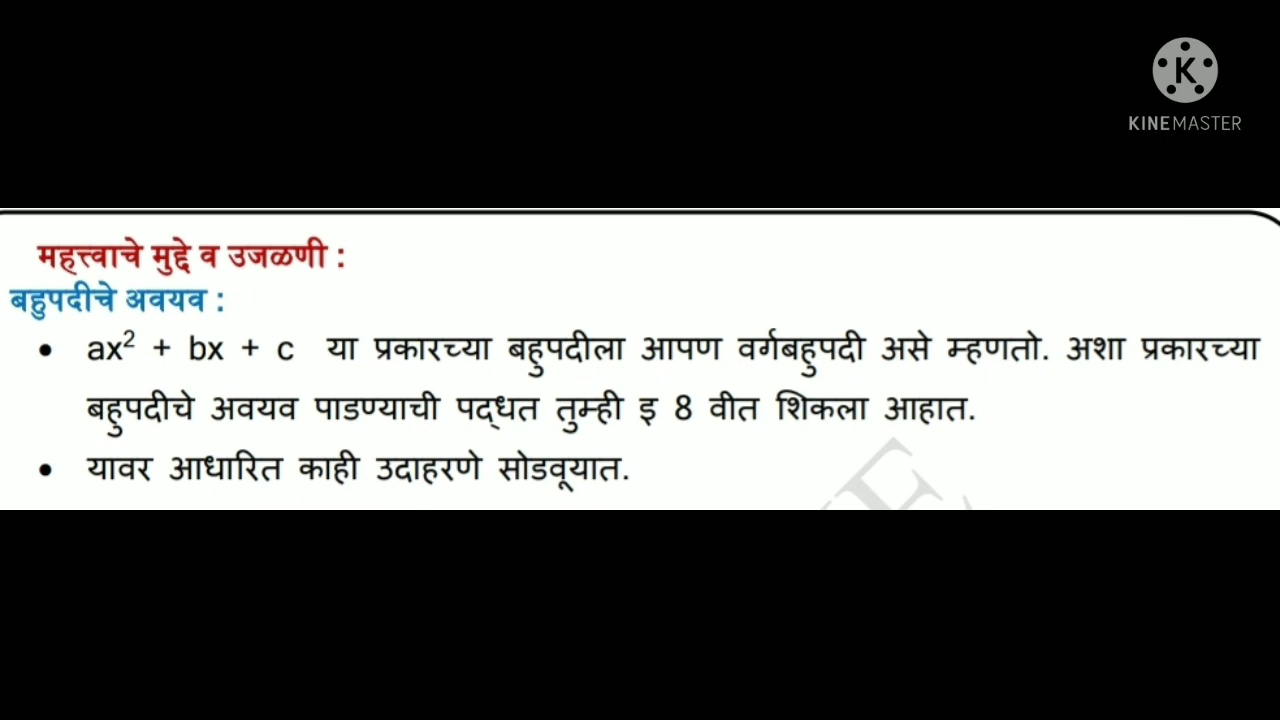 KINEMASTER
महत्त्वाचे मुद्दे व उजळणी :
बहुपदीचे अवयव :
• ax² + bx + c या प्रकारच्या बहुपदीला आपण वर्गबहुपदी असे म्हणतो. अशा प्रकारच्या
बहुपदीचे अवयव पाडण्याची पद्धत तुम्ही इ 8 वीत शिकला आहात.
• यावर आधारित काही उदाहरणे सोडवूयात.